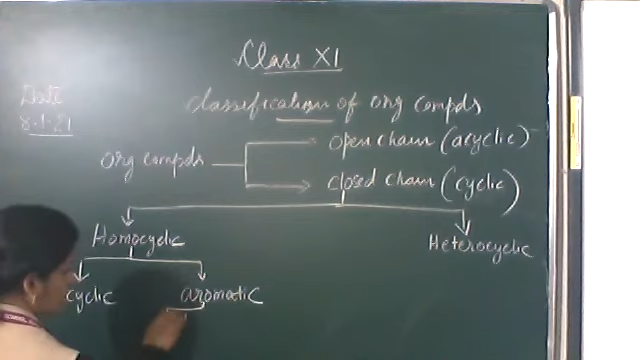 Class XI
Date
8-1-21
Classification of org compds
org compds
open chain (acyclic)
closed chain (cyclic)
Homocyclic
Heterocyclic
cyclic
aromatic